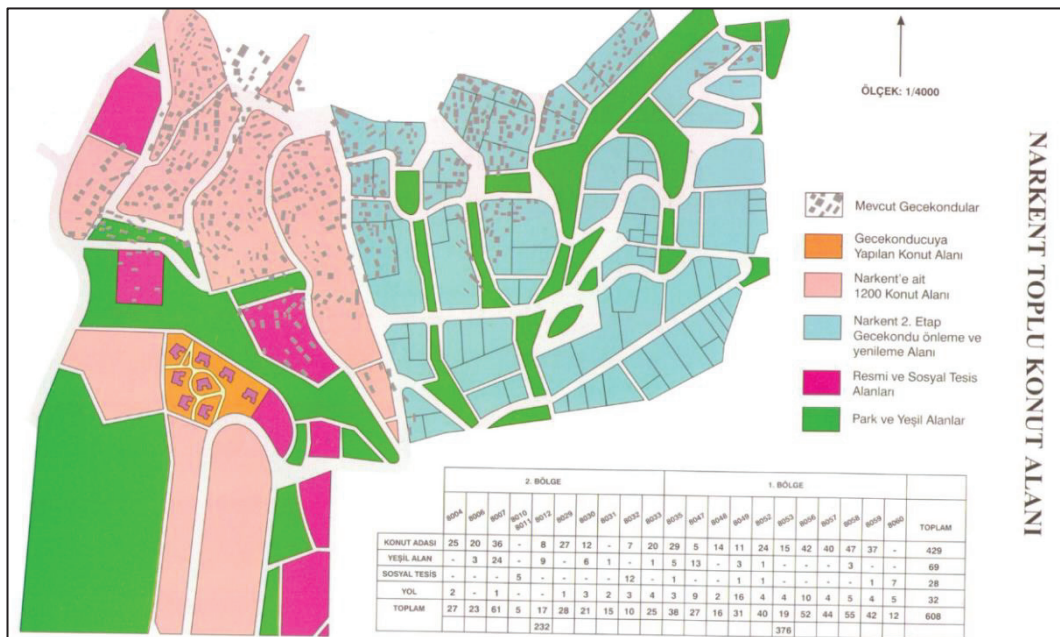 ÖLÇEK: 1/4000
NARKENT TOPLU KONUT ALANI
Mevcut Gecekondular
Gecekonducuya
Yapılan Konut Alanı
Narkent'e ait
1200 Konut Alanı
Narkent 2. Etap
Gecekondu önleme ve
yenileme Alanı
Resmi ve Sosyal Tesis
Alanları
Park ve Yeşil Alanlar
2. BÖLGE 1. BÖLGE
8004 8006 8007 8010 8011 8012 8029 8030 8031 8032 8033 8035 8047 8048 8049 8052 8053 8056 8057 8058 8059 8060 TOPLAM
KONUT ADASI 25 20 36 - 8 27 12 - 7 20 29 5 14 11 24 15 42 40 47 37 - 429
YEŞİL ALAN - 3 24 - 9 - 6 1 - 1 5 13 - 3 1 - - - 3 - - 69
SOSYAL TESİS - - - 5 - - - - 12 - 1 - - 1 1 - - - - 1 7 28
YOL 2 - 1 - - 1 3 2 3 4 3 9 2 16 4 4 10 4 5 4 5 32
TOPLAM 27 23 61 5 17 28 21 15 10 25 38 27 16 31 40 19 52 44 55 42 12 608
232 376